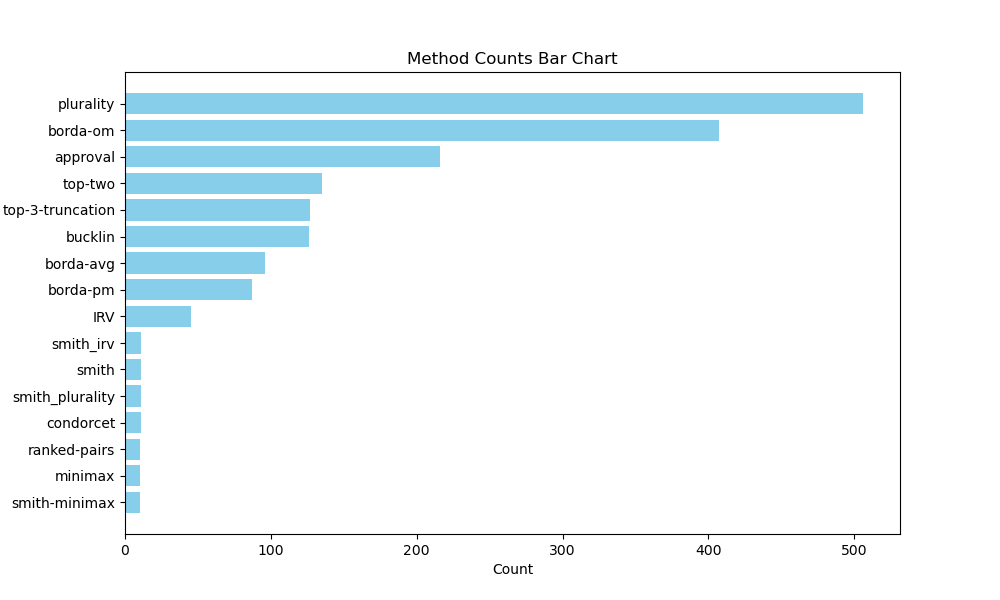 Method Counts Bar Chart
plurality
borda-om
approval
top-two
top-3-truncation
bucklin
borda-avg
borda-pm
IRV
smith_irv
smith
smith_plurality
condorcet
ranked-pairs
minimax
smith-minimax
0 100 200 300 400 500
Count